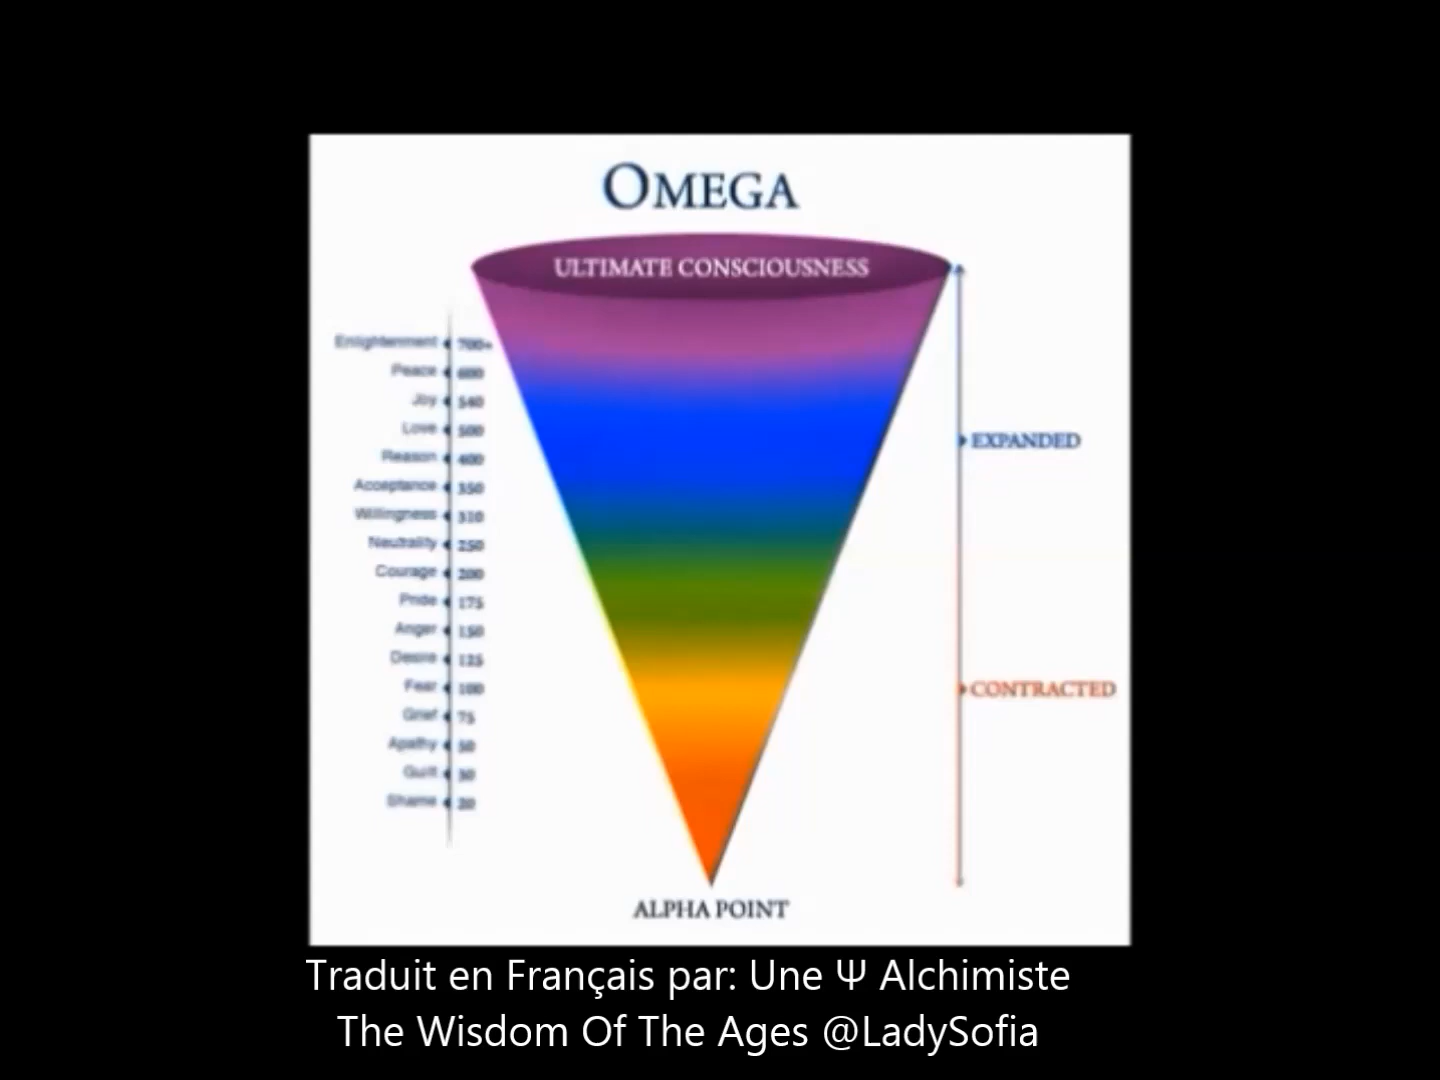 OMEGA
ULTIMATE CONSCIOUSNESS
Enlightenment 700+
Peace 600
Joy 540
Love 500
Reason 400
Acceptance 350
Willingness 310
Neutrality 250
Courage 200
Pride 175
Anger 150
Desire 125
Fear 100
Grief 75
Apathy 50
Guilt 30
Shame 20
EXPANDED
CONTRACTED
ALPHA POINT
Traduit en Français par: Une Ψ Alchimiste
The Wisdom Of The Ages @LadySofia